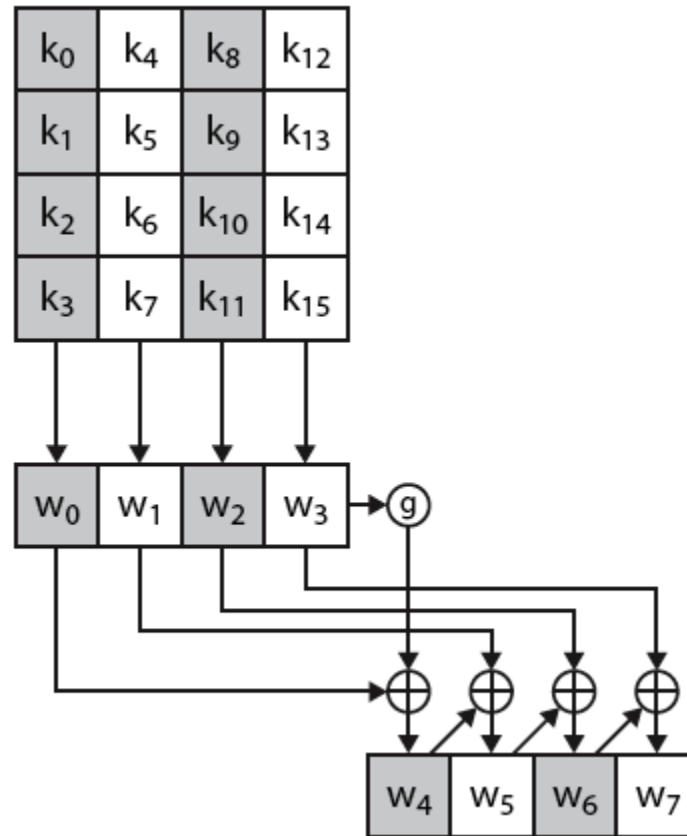 k₀ k₄ k₈ k₁₂
k₁ k₅ k₉ k₁₃
k₂ k₆ k₁₀ k₁₄
k₃ k₇ k₁₁ k₁₅
w₀ w₁ w₂ w₃ g
w₄ w₅ w₆ w₇